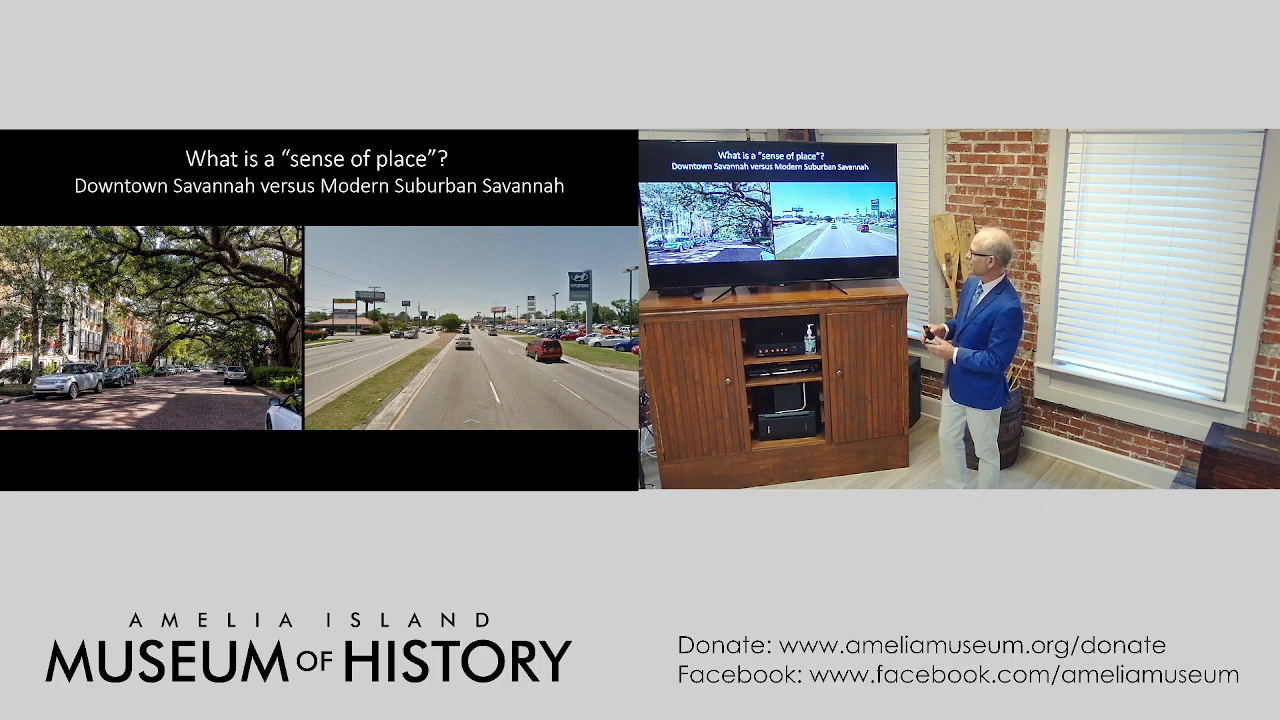 What is a “sense of place”?
Downtown Savannah versus Modern Suburban Savannah
What is a “sense of place”?
Downtown Savannah versus Modern Suburban Savannah
AMELIA ISLAND
MUSEUM OF HISTORY
Donate: www.ameliamuseum.org/donate
Facebook: www.facebook.com/ameliamuseum